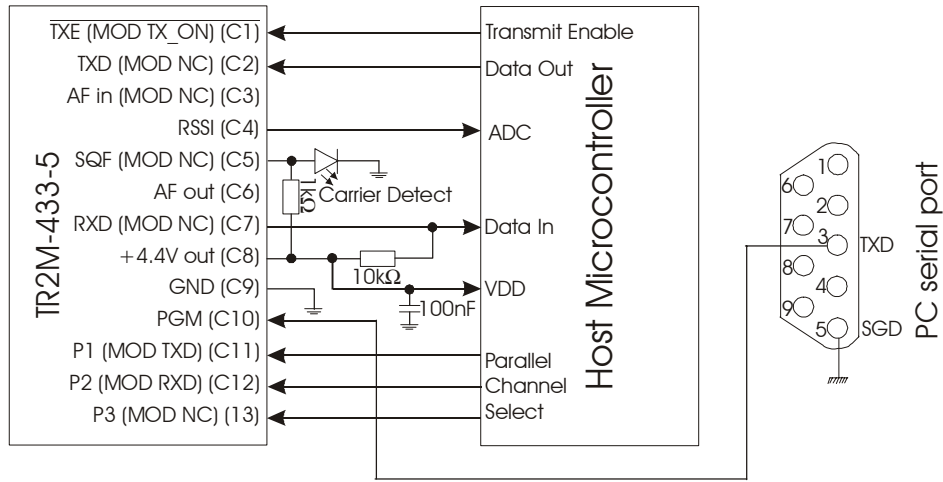 TXE (MOD TX_ON) (C1)
TXD (MOD NC) (C2)
AF in (MOD NC) (C3)
RSSI (C4)
SQF (MOD NC) (C5)
AF out (C6)
RXD (MOD NC) (C7)
+4.4V out (C8)
GND (C9)
PGM (C10)
P1 (MOD TXD) (C11)
P2 (MOD RXD) (C12)
P3 (MOD NC) (13)
TR2M-433-5
1kΩ
Carrier Detect
10kΩ
100nF
Transmit Enable
Data Out
ADC
Data In
VDD
Parallel
Channel
Select
Host Microcontroller
1
6
2
7
3
TXD
8
4
9
5
SGD
PC serial port